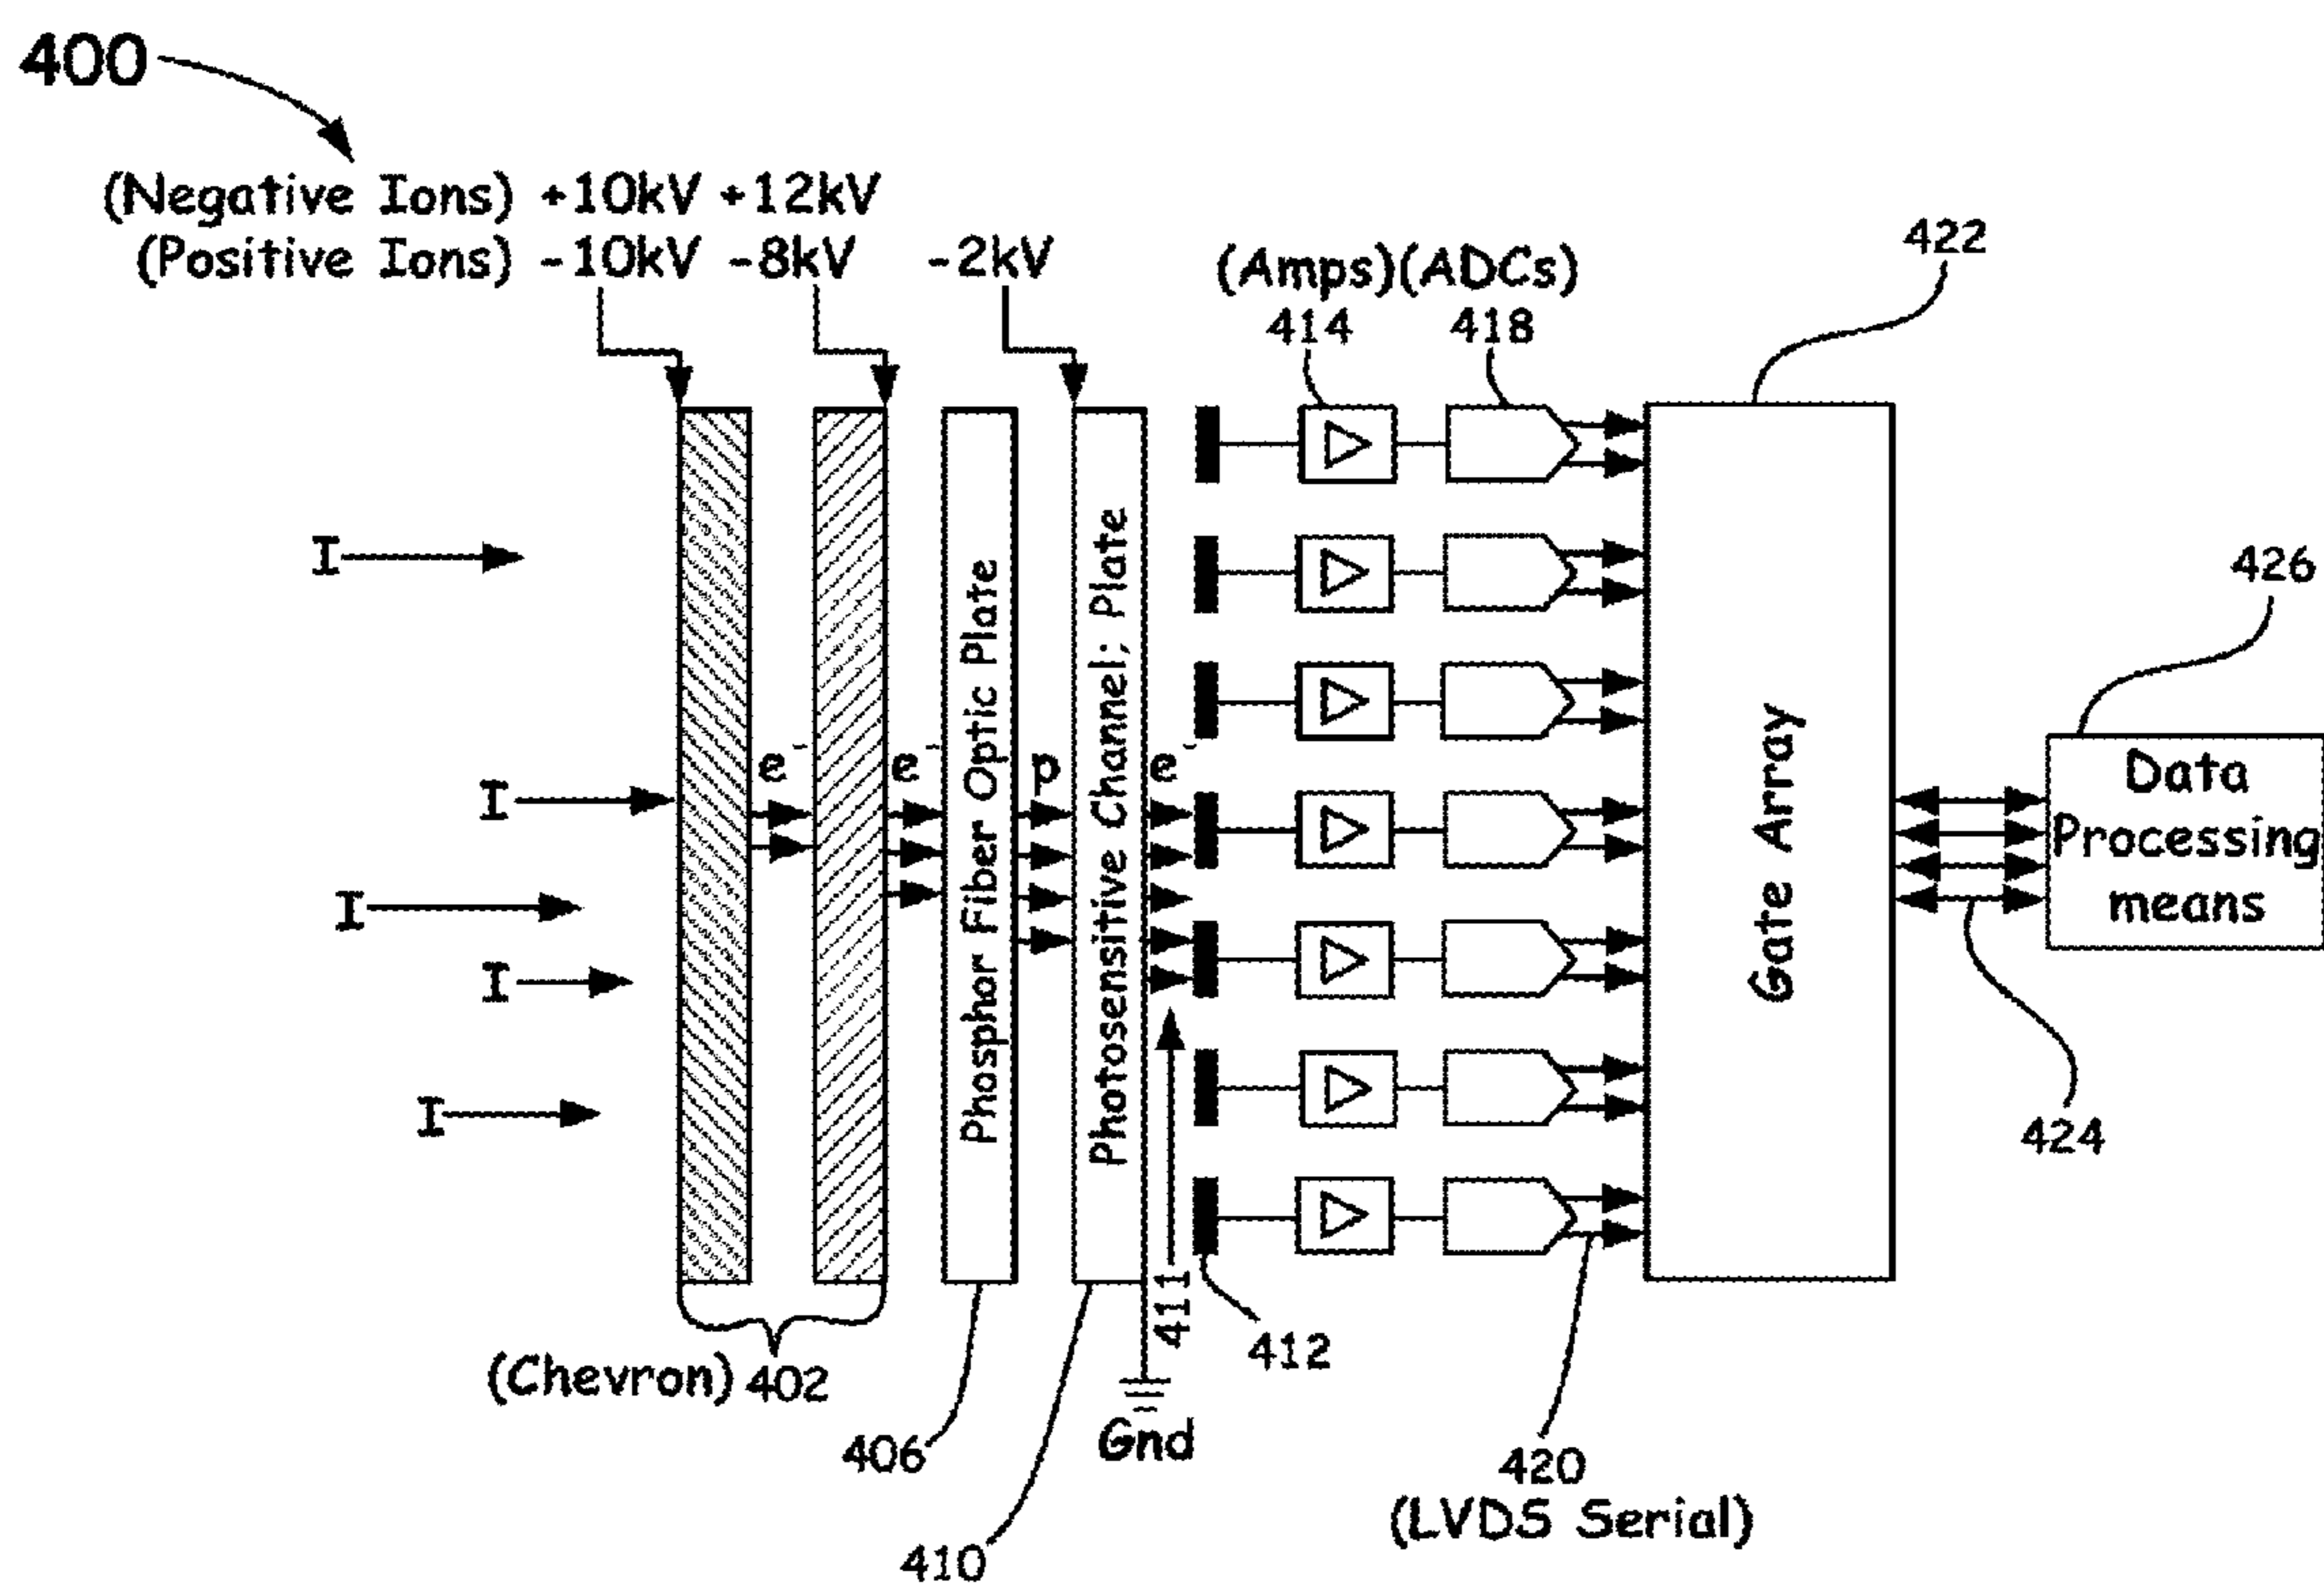 400
(Negative Ions) +10kV +12kV
(Positive Ions) -10kV -8kV -2kV
(Amps)(ADCs)
414 418
422
426
I
I
I
I
I
e-
e-
p
e-
Phosphor Fiber Optic Plate
Photosensitive Channel; Plate
Gate Array
Data
Processing
means
424
411
412
(Chevron) 402
406
Gnd
410
420
(LVDS Serial)